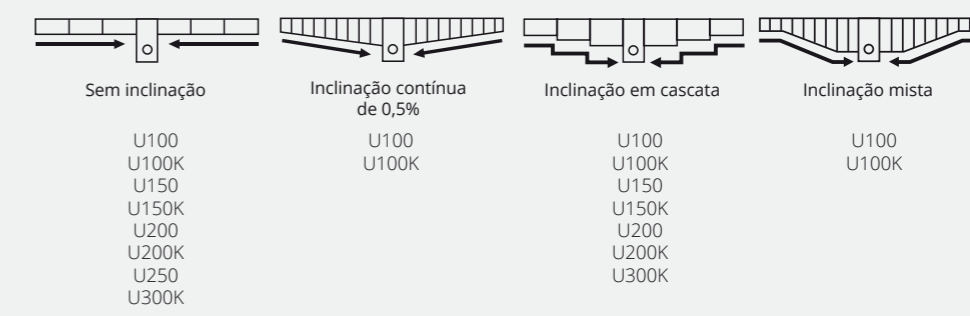 Sem inclinação
U100
U100K
U150
U150K
U200
U200K
U250
U300K
Inclinação contínua
de 0,5%
U100
U100K
Inclinação em cascata
U100
U100K
U150
U150K
U200
U200K
U300K
Inclinação mista
U100
U100K